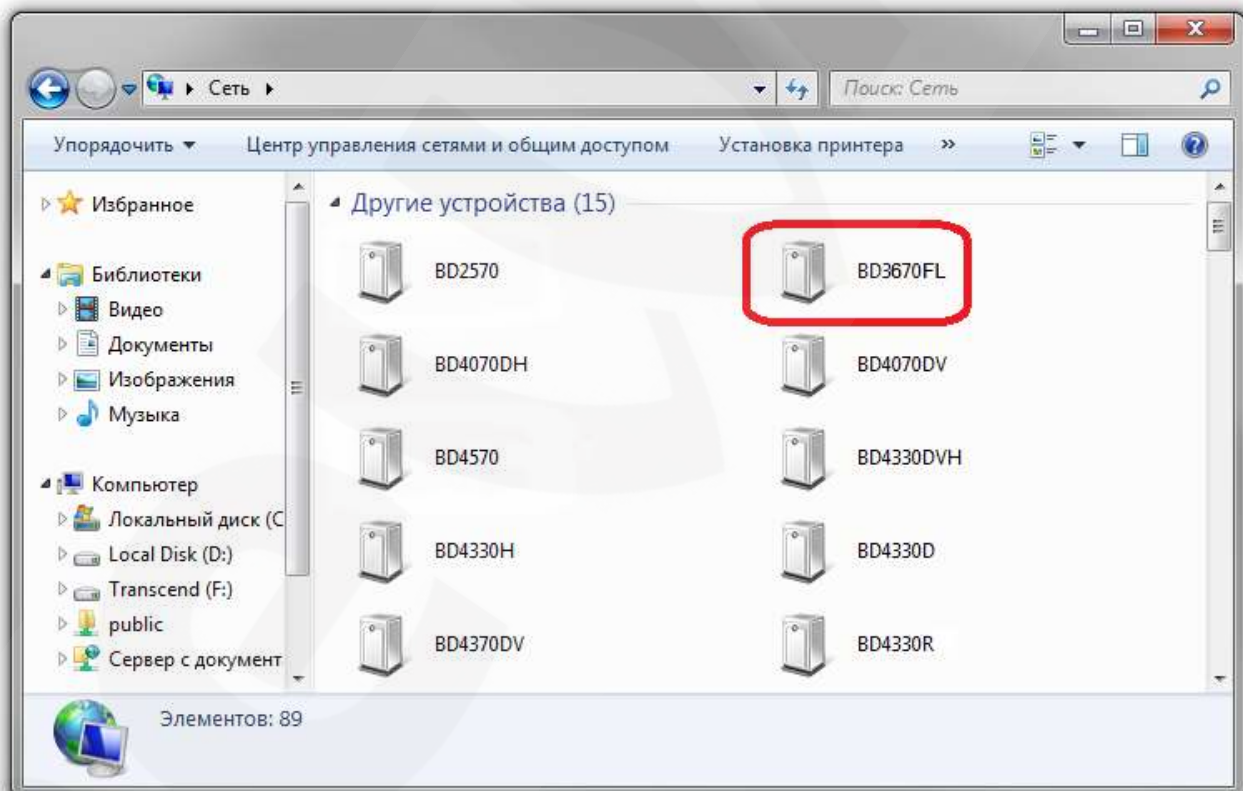 Сеть
Поиск: Сеть
Упорядочить Центр управления сетями и общим доступом Установка принтера »
Избранное
Библиотеки
Видео
Документы
Изображения
Музыка
Компьютер
Локальный диск (C
Local Disk (D:)
Transcend (F:)
public
Сервер с документ
Другие устройства (15)
BD2570 BD3670FL
BD4070DH BD4070DV
BD4570 BD4330DVH
BD4330H BD4330D
BD4370DV BD4330R
Элементов: 89